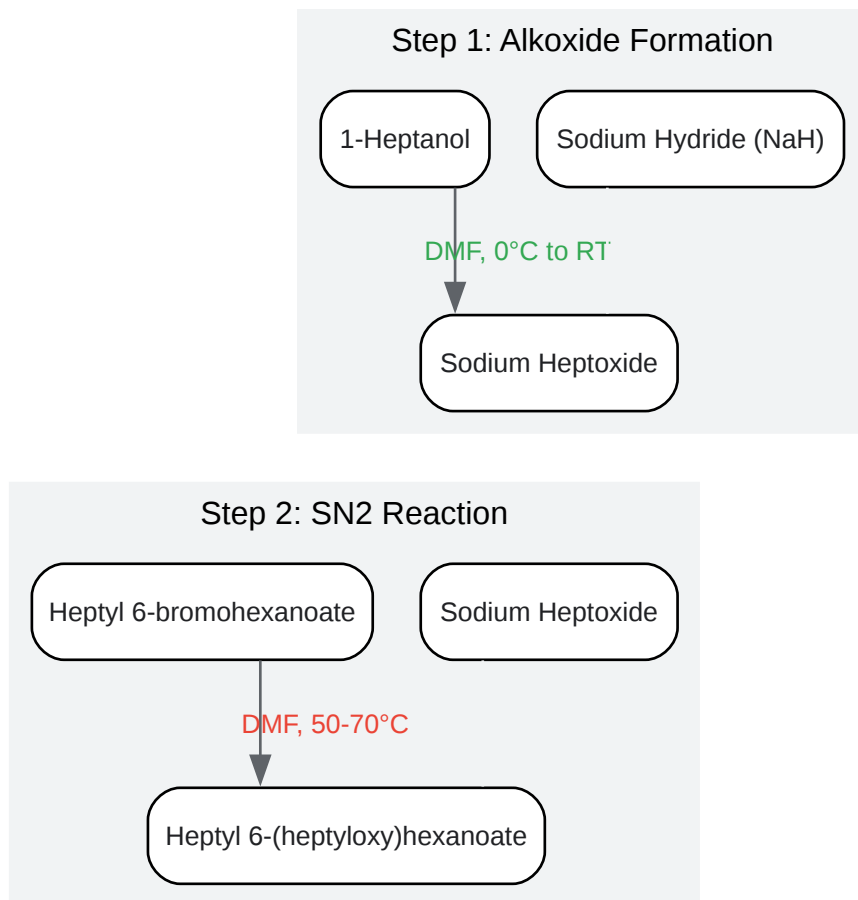 Step 1: Alkoxide Formation
1-Heptanol
Sodium Hydride (NaH)
DMF, 0°C to RT
Sodium Heptoxide
Step 2: SN2 Reaction
Heptyl 6-bromohexanoate
Sodium Heptoxide
DMF, 50-70°C
Heptyl 6-(heptyloxy)hexanoate